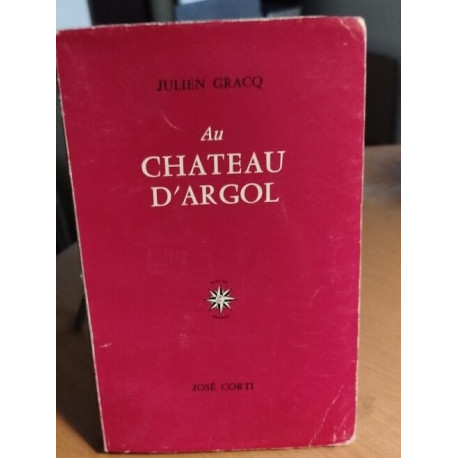 JULIEN GRACQ
Au
CHATEAU
D'ARGOL
JOSÉ CORTI